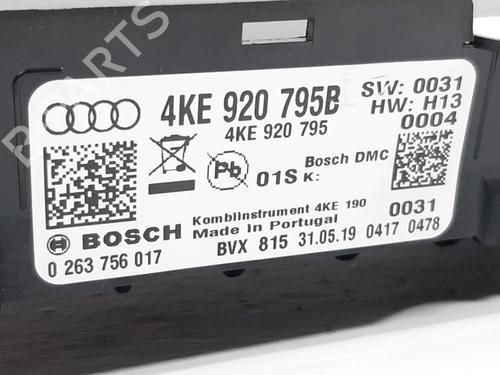 4KE 920 795B
SW: 0031
HW: H13
4KE 920 795
0004
Pb
Bosch DMC
01S K:
Kombiinstrument 4KE 190
0031
BOSCH
Made in Portugal
0 263 756 017
BVX 815 31.05.19 0417 0478
PARTS